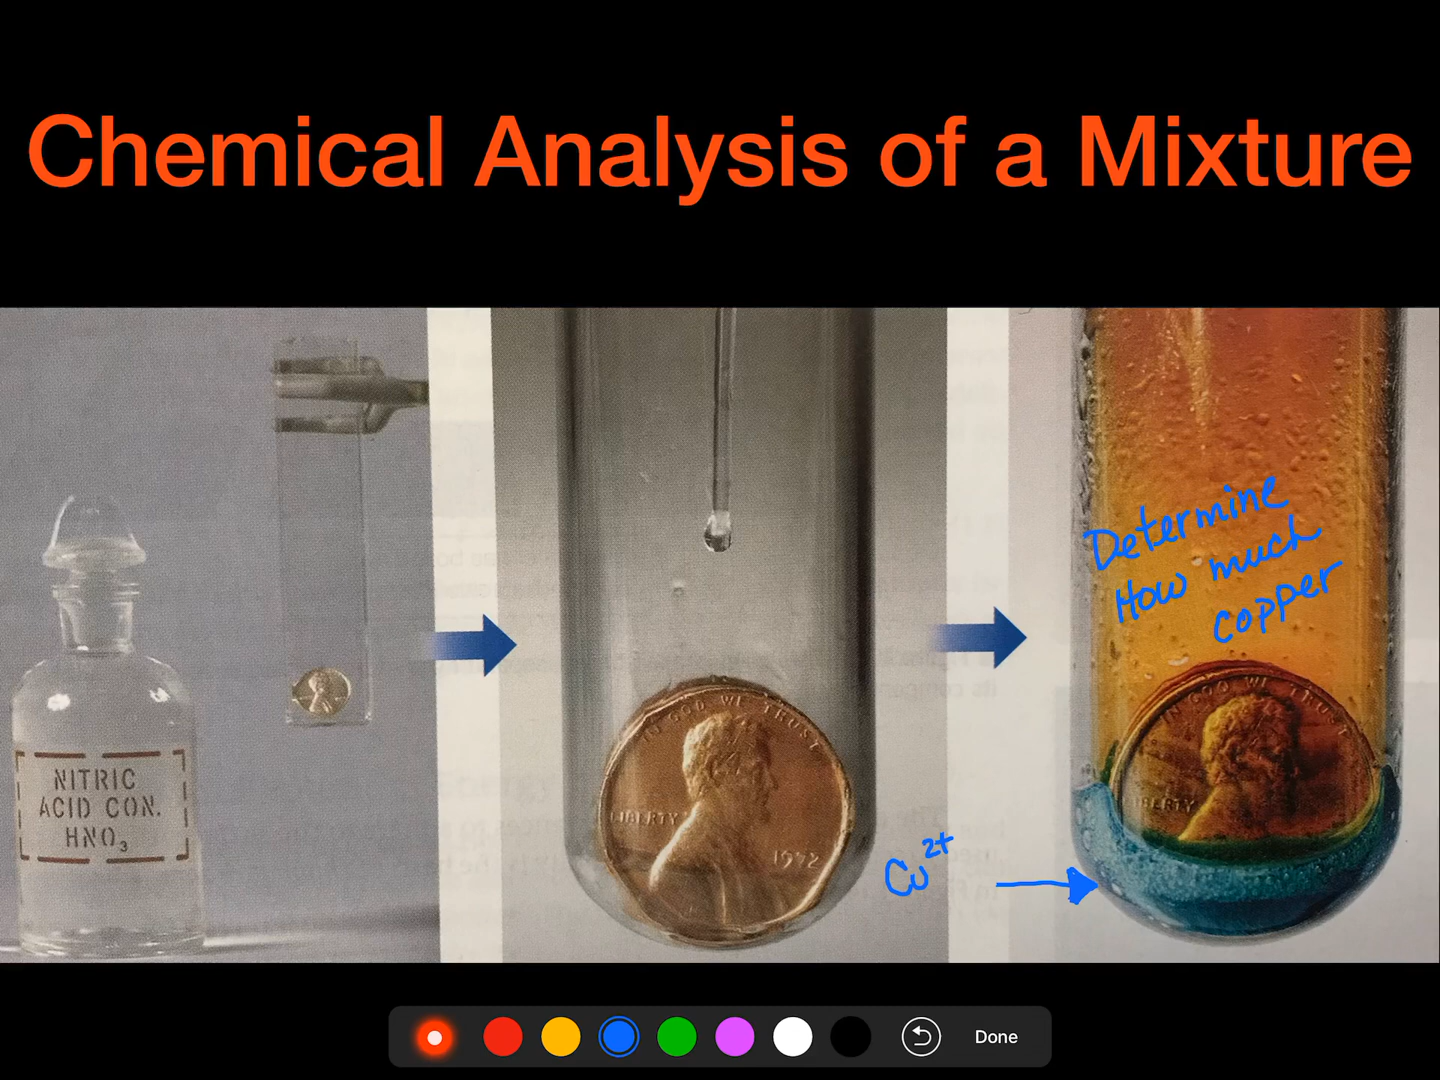 Chemical Analysis of a Mixture
NITRIC
ACID CON.
HNO₃
IN GOD WE TRUST
LIBERTY
1972
Cu²⁺
Determine
How much
copper
IN GOD WE TRUST
LIBERTY
Done